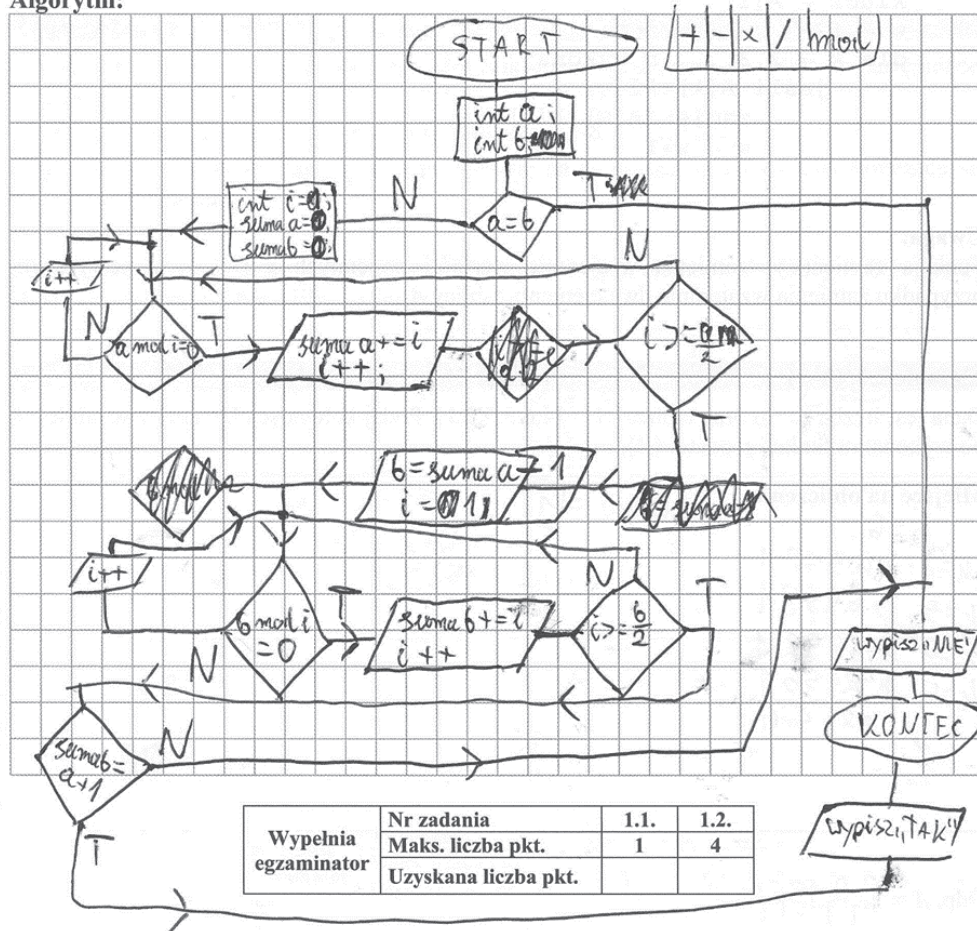 Algorytm:
START
+ | - | × | / | mod
int a;
int b;
a=b
N
T
int i=1;
suma a=0;
suma b=0;
i++
N
a mod i=0
T
suma a+=i
i++;
N
i>=a/2
T
b=suma a-1
i=1;
i++
b mod i
=0
T
suma b+=i
i++
N
i>=b/2
T
N
suma b=
a+1
N
T
wypisz „NIE"
KONIEC
wypisz „TAK"
Wypełnia egzaminator
Nr zadania 1.1. 1.2.
Maks. liczba pkt. 1 4
Uzyskana liczba pkt.